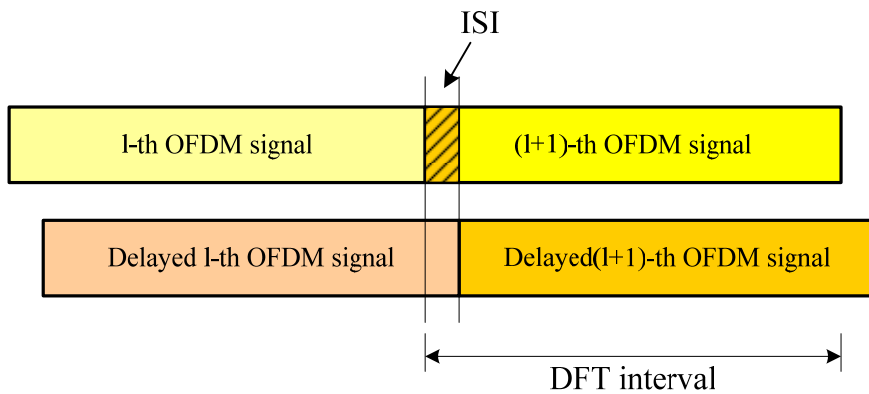 ISI
l-th OFDM signal
(l+1)-th OFDM signal
Delayed l-th OFDM signal
Delayed(l+1)-th OFDM signal
DFT interval